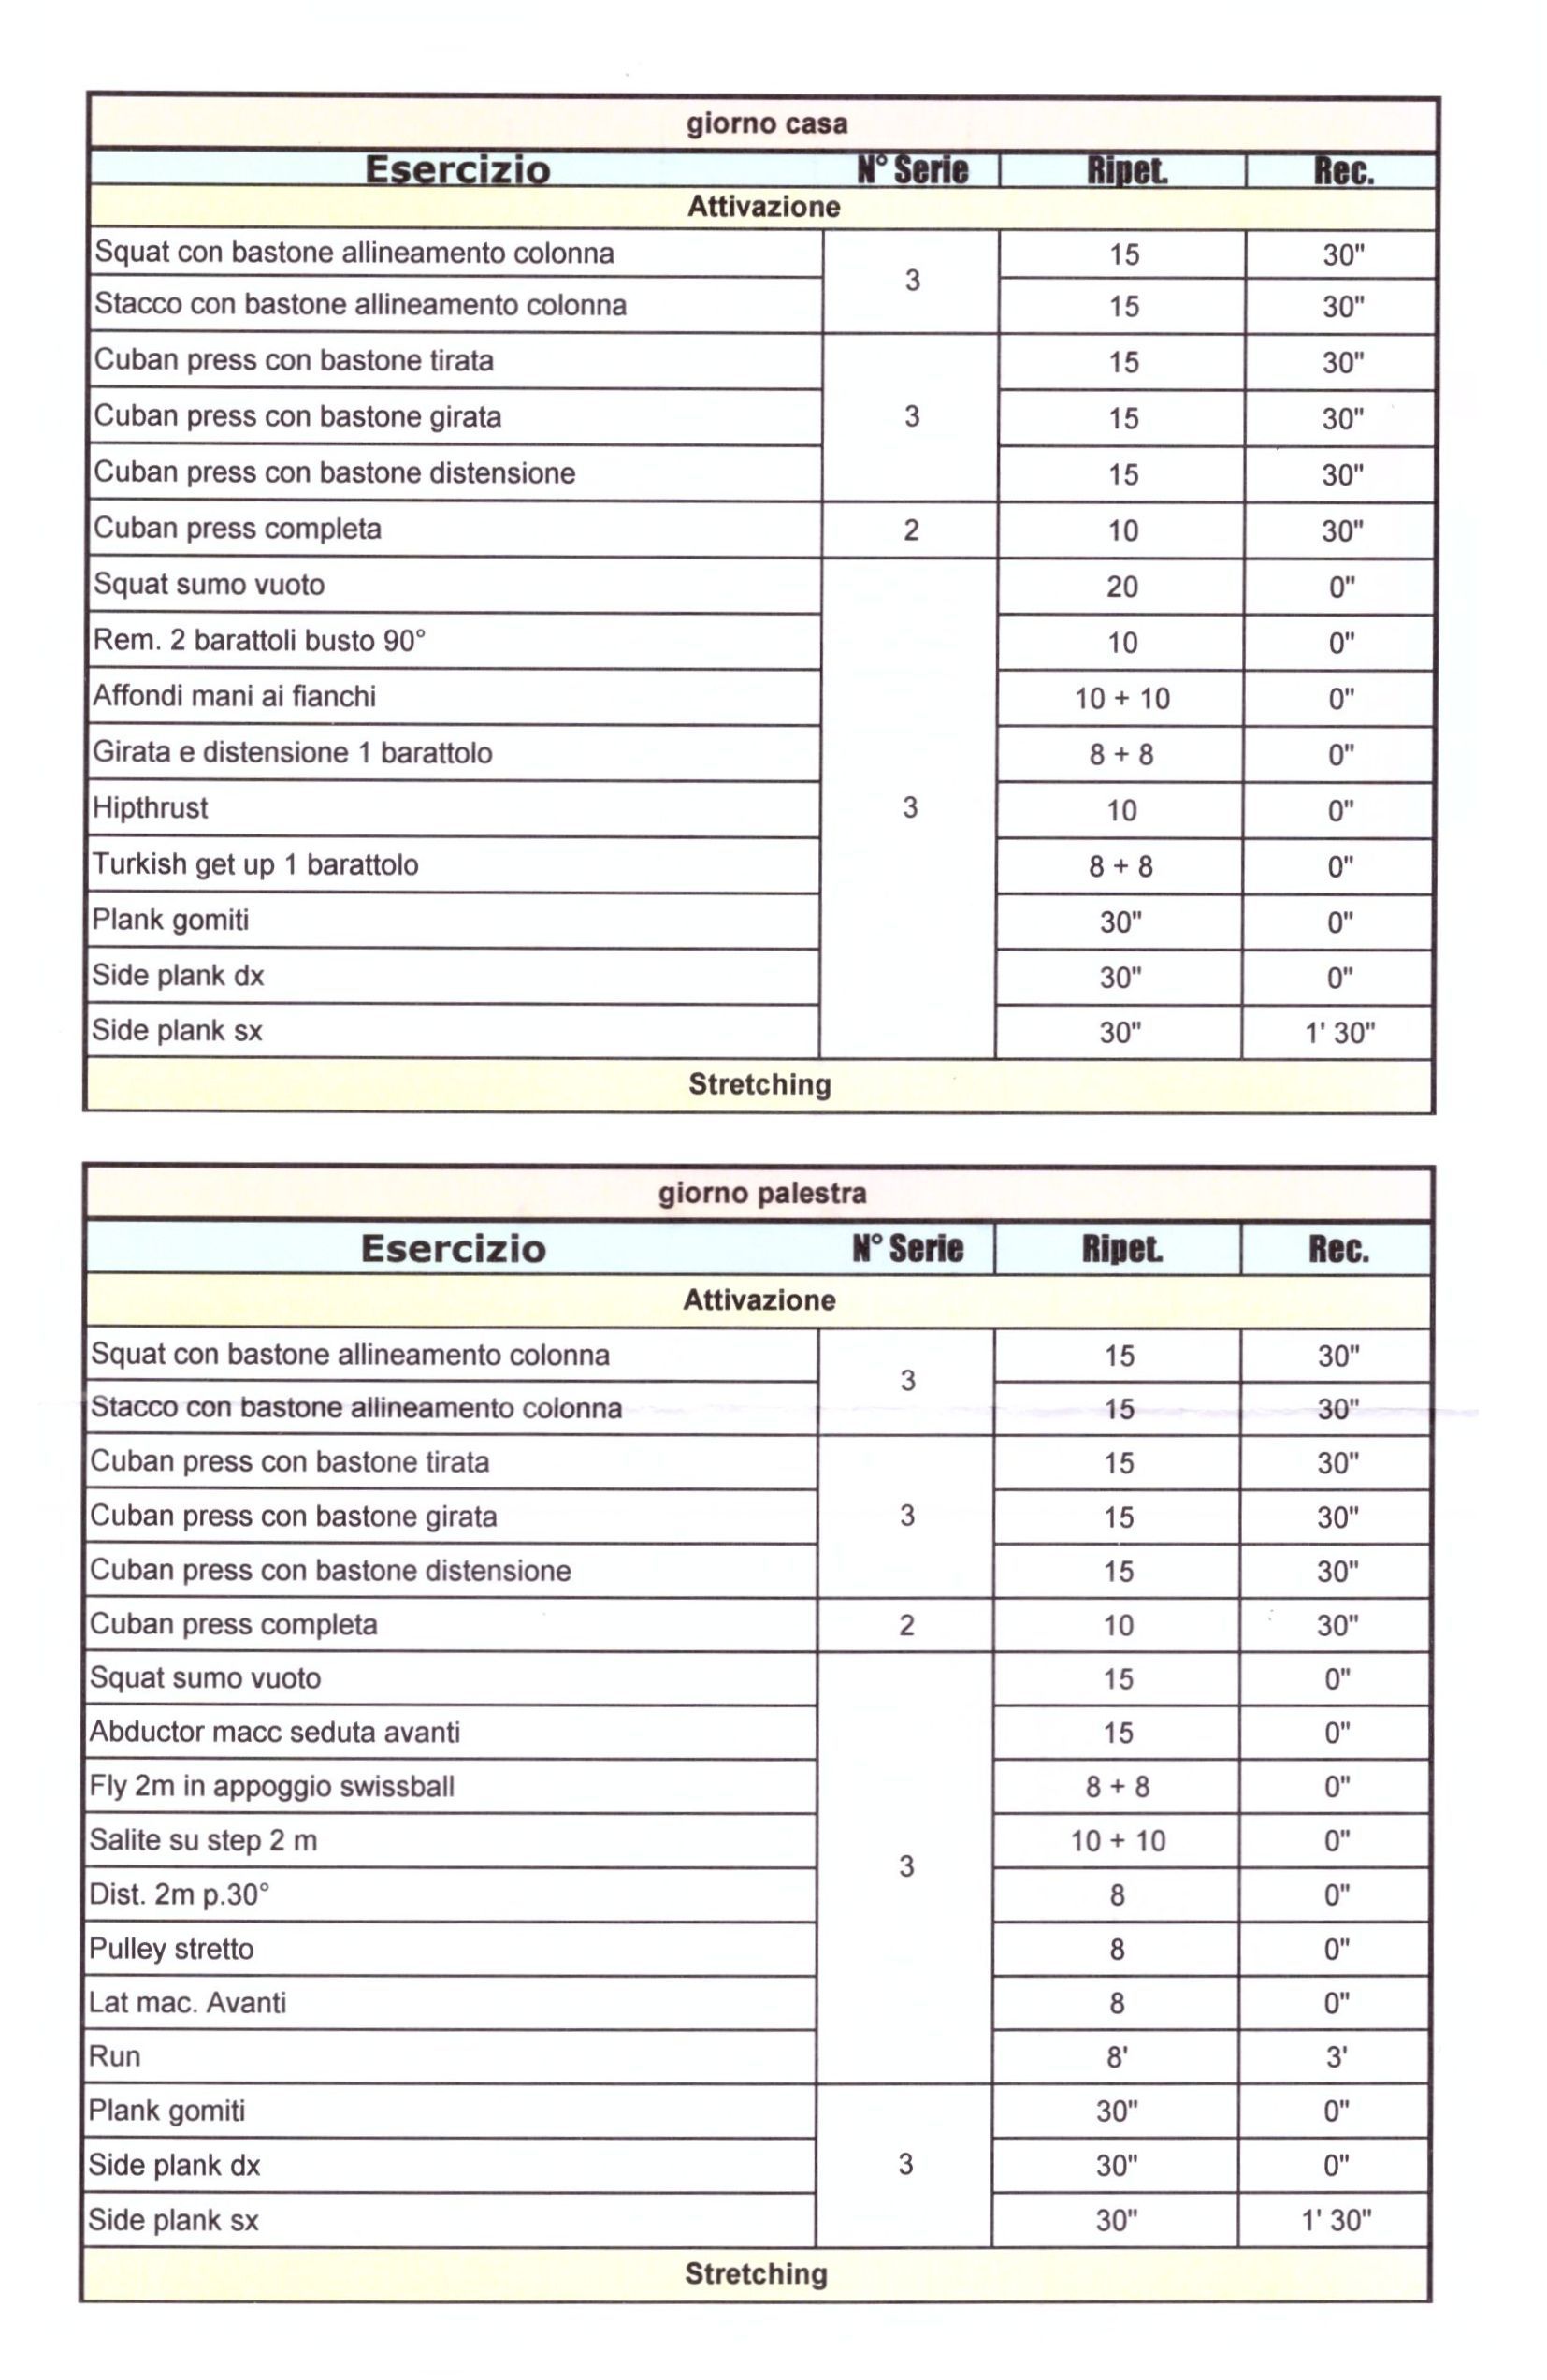 giorno casa
Esercizio N° Serie Ripet. Rec.
Attivazione
Squat con bastone allineamento colonna 3 15 30"
Stacco con bastone allineamento colonna 15 30"
Cuban press con bastone tirata 15 30"
Cuban press con bastone girata 3 15 30"
Cuban press con bastone distensione 15 30"
Cuban press completa 2 10 30"
Squat sumo vuoto 20 0"
Rem. 2 barattoli busto 90° 10 0"
Affondi mani ai fianchi 10 + 10 0"
Girata e distensione 1 barattolo 8 + 8 0"
Hipthrust 3 10 0"
Turkish get up 1 barattolo 8 + 8 0"
Plank gomiti 30" 0"
Side plank dx 30" 0"
Side plank sx 30" 1' 30"
Stretching
giorno palestra
Esercizio N° Serie Ripet. Rec.
Attivazione
Squat con bastone allineamento colonna 3 15 30"
Stacco con bastone allineamento colonna 15 30"
Cuban press con bastone tirata 15 30"
Cuban press con bastone girata 3 15 30"
Cuban press con bastone distensione 15 30"
Cuban press completa 2 10 30"
Squat sumo vuoto 15 0"
Abductor macc seduta avanti 15 0"
Fly 2m in appoggio swissball 8 + 8 0"
Salite su step 2 m 3 10 + 10 0"
Dist. 2m p.30° 8 0"
Pulley stretto 8 0"
Lat mac. Avanti 8 0"
Run 8' 3'
Plank gomiti 30" 0"
Side plank dx 3 30" 0"
Side plank sx 30" 1' 30"
Stretching